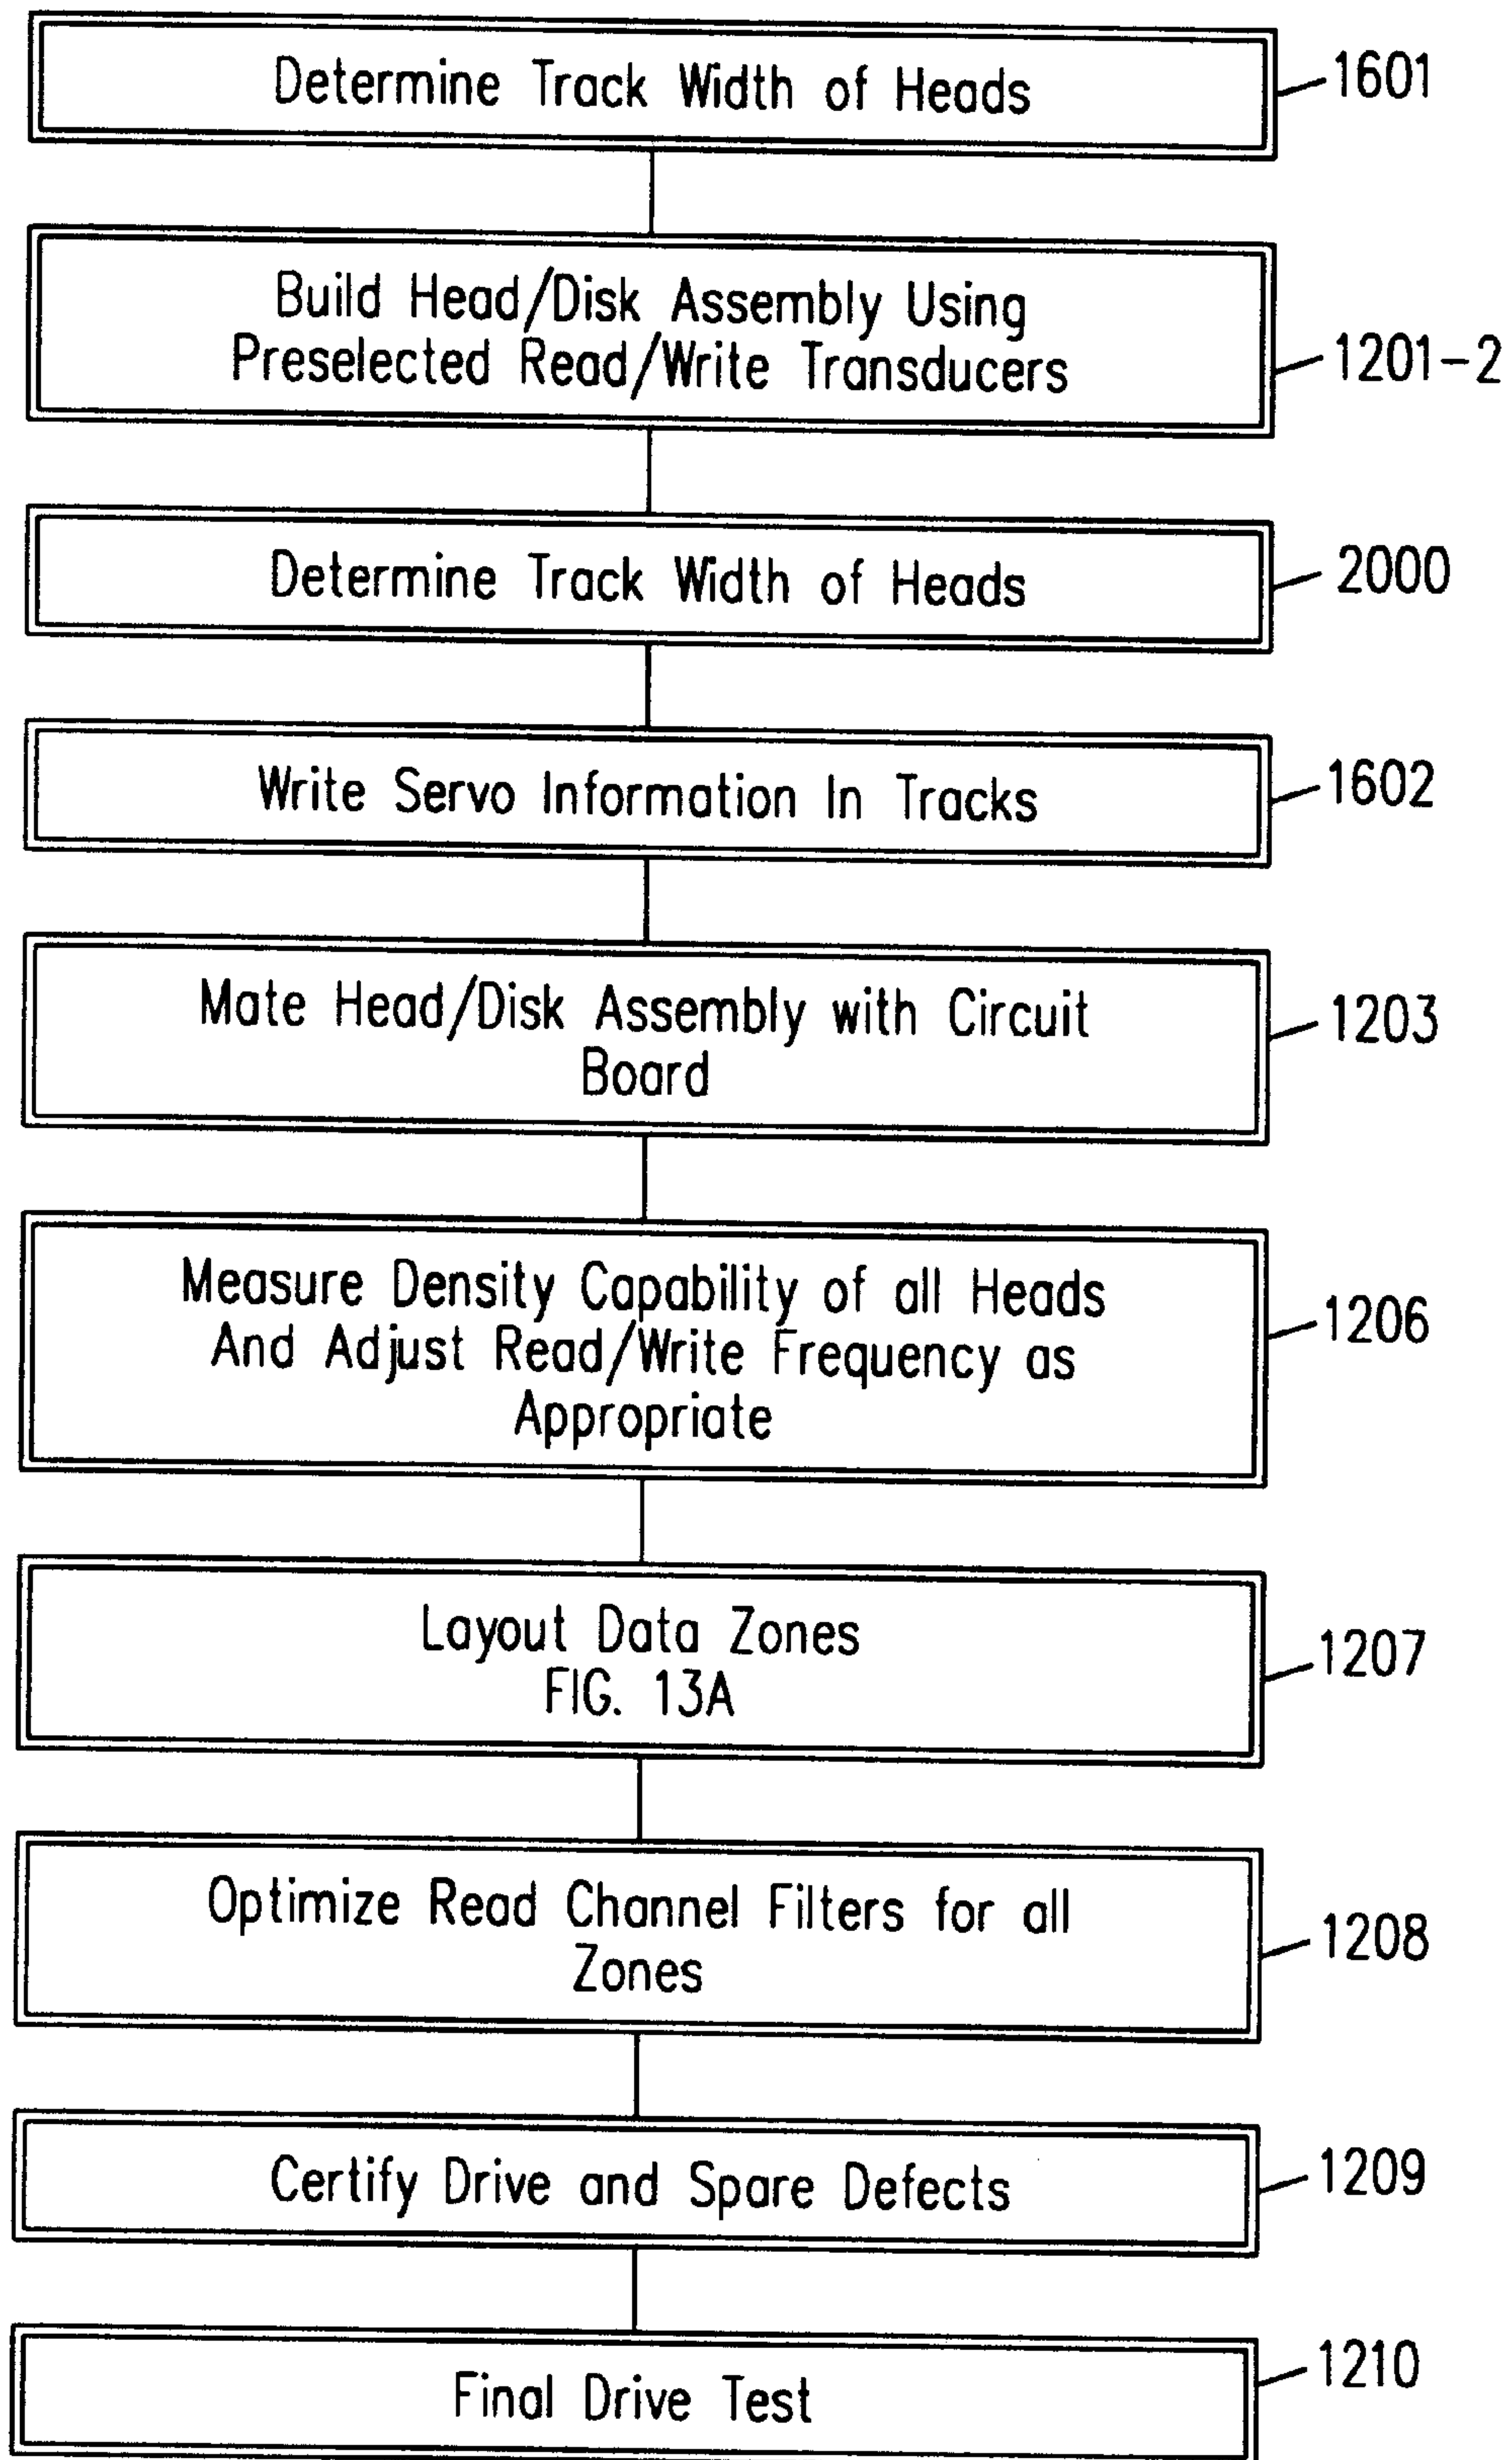 Determine Track Width of Heads
1601
Build Head/Disk Assembly Using
Preselected Read/Write Transducers
1201-2
Determine Track Width of Heads
2000
Write Servo Information In Tracks
1602
Mate Head/Disk Assembly with Circuit
Board
1203
Measure Density Capability of all Heads
And Adjust Read/Write Frequency as
Appropriate
1206
Layout Data Zones
FIG. 13A
1207
Optimize Read Channel Filters for all
Zones
1208
Certify Drive and Spare Defects
1209
Final Drive Test
1210